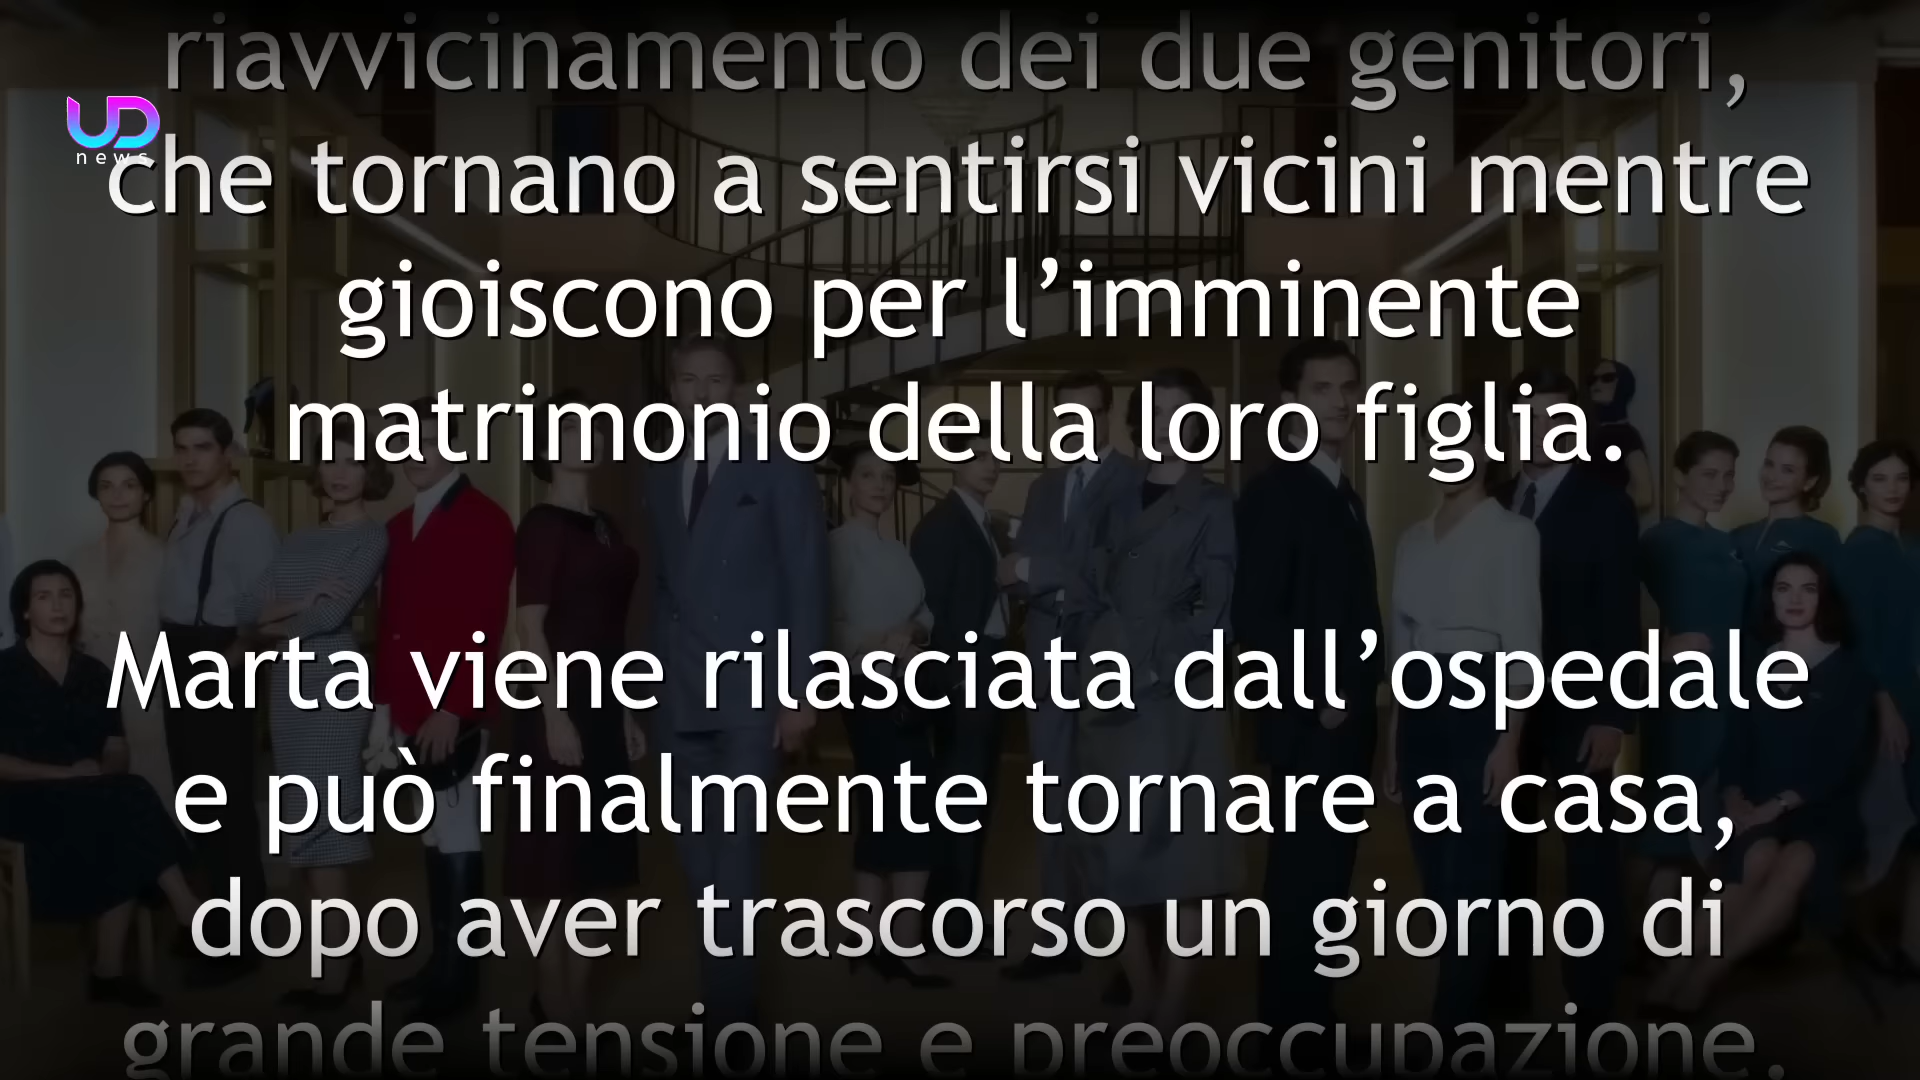 riavvicinamento dei due genitori,
UD
news
che tornano a sentirsi vicini mentre
gioiscono per l’imminente
matrimonio della loro figlia.
Marta viene rilasciata dall’ospedale
e può finalmente tornare a casa,
dopo aver trascorso un giorno di
grande tensione e preoccupazione.